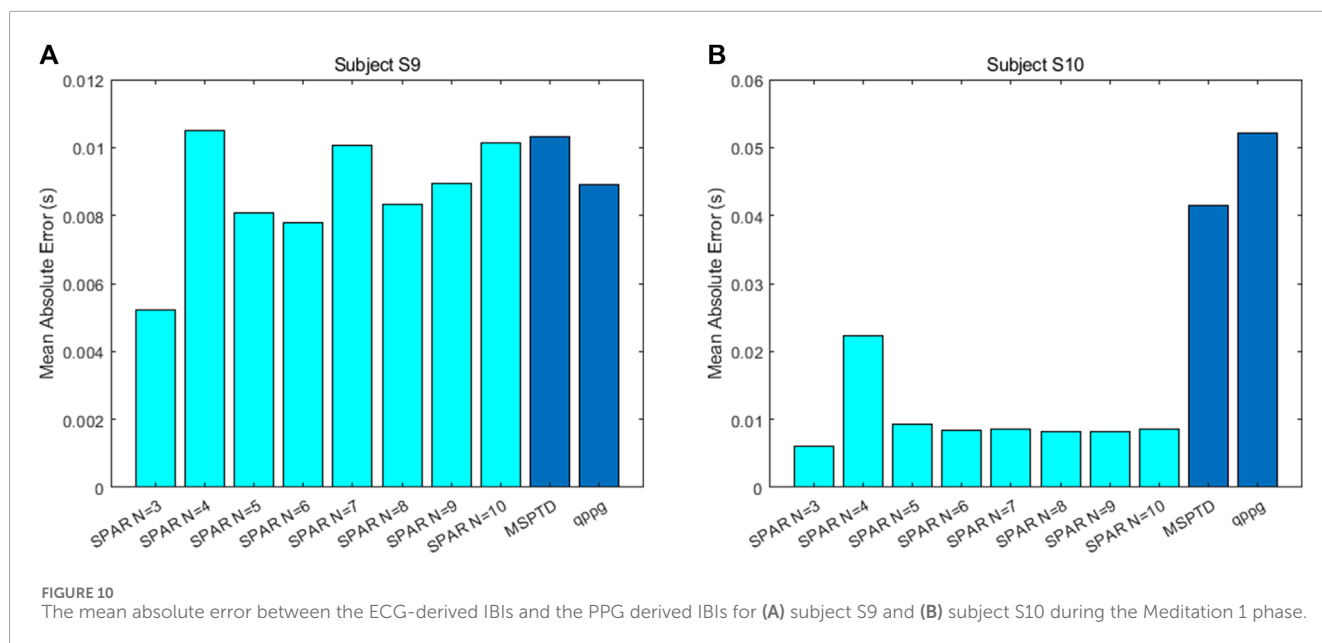 A
Subject S9
0.012
0.01
0.008
0.006
0.004
0.002
0
Mean Absolute Error (s)
SPAR N=3
SPAR N=4
SPAR N=5
SPAR N=6
SPAR N=7
SPAR N=8
SPAR N=9
SPAR N=10
MSPTD
qppg
B
Subject S10
0.06
0.05
0.04
0.03
0.02
0.01
0
Mean Absolute Error (s)
SPAR N=3
SPAR N=4
SPAR N=5
SPAR N=6
SPAR N=7
SPAR N=8
SPAR N=9
SPAR N=10
MSPTD
qppg
FIGURE 10
The mean absolute error between the ECG-derived IBIs and the PPG derived IBIs for (A) subject S9 and (B) subject S10 during the Meditation 1 phase.